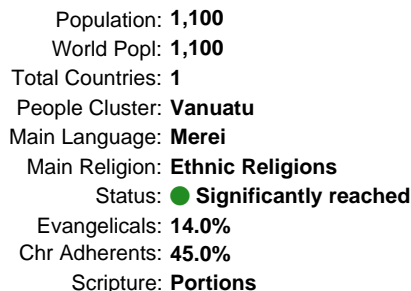 Population: 1,100
World Popl: 1,100
Total Countries: 1
People Cluster: Vanuatu
Main Language: Merei
Main Religion: Ethnic Religions
Status: Significantly reached
Evangelicals: 14.0%
Chr Adherents: 45.0%
Scripture: Portions